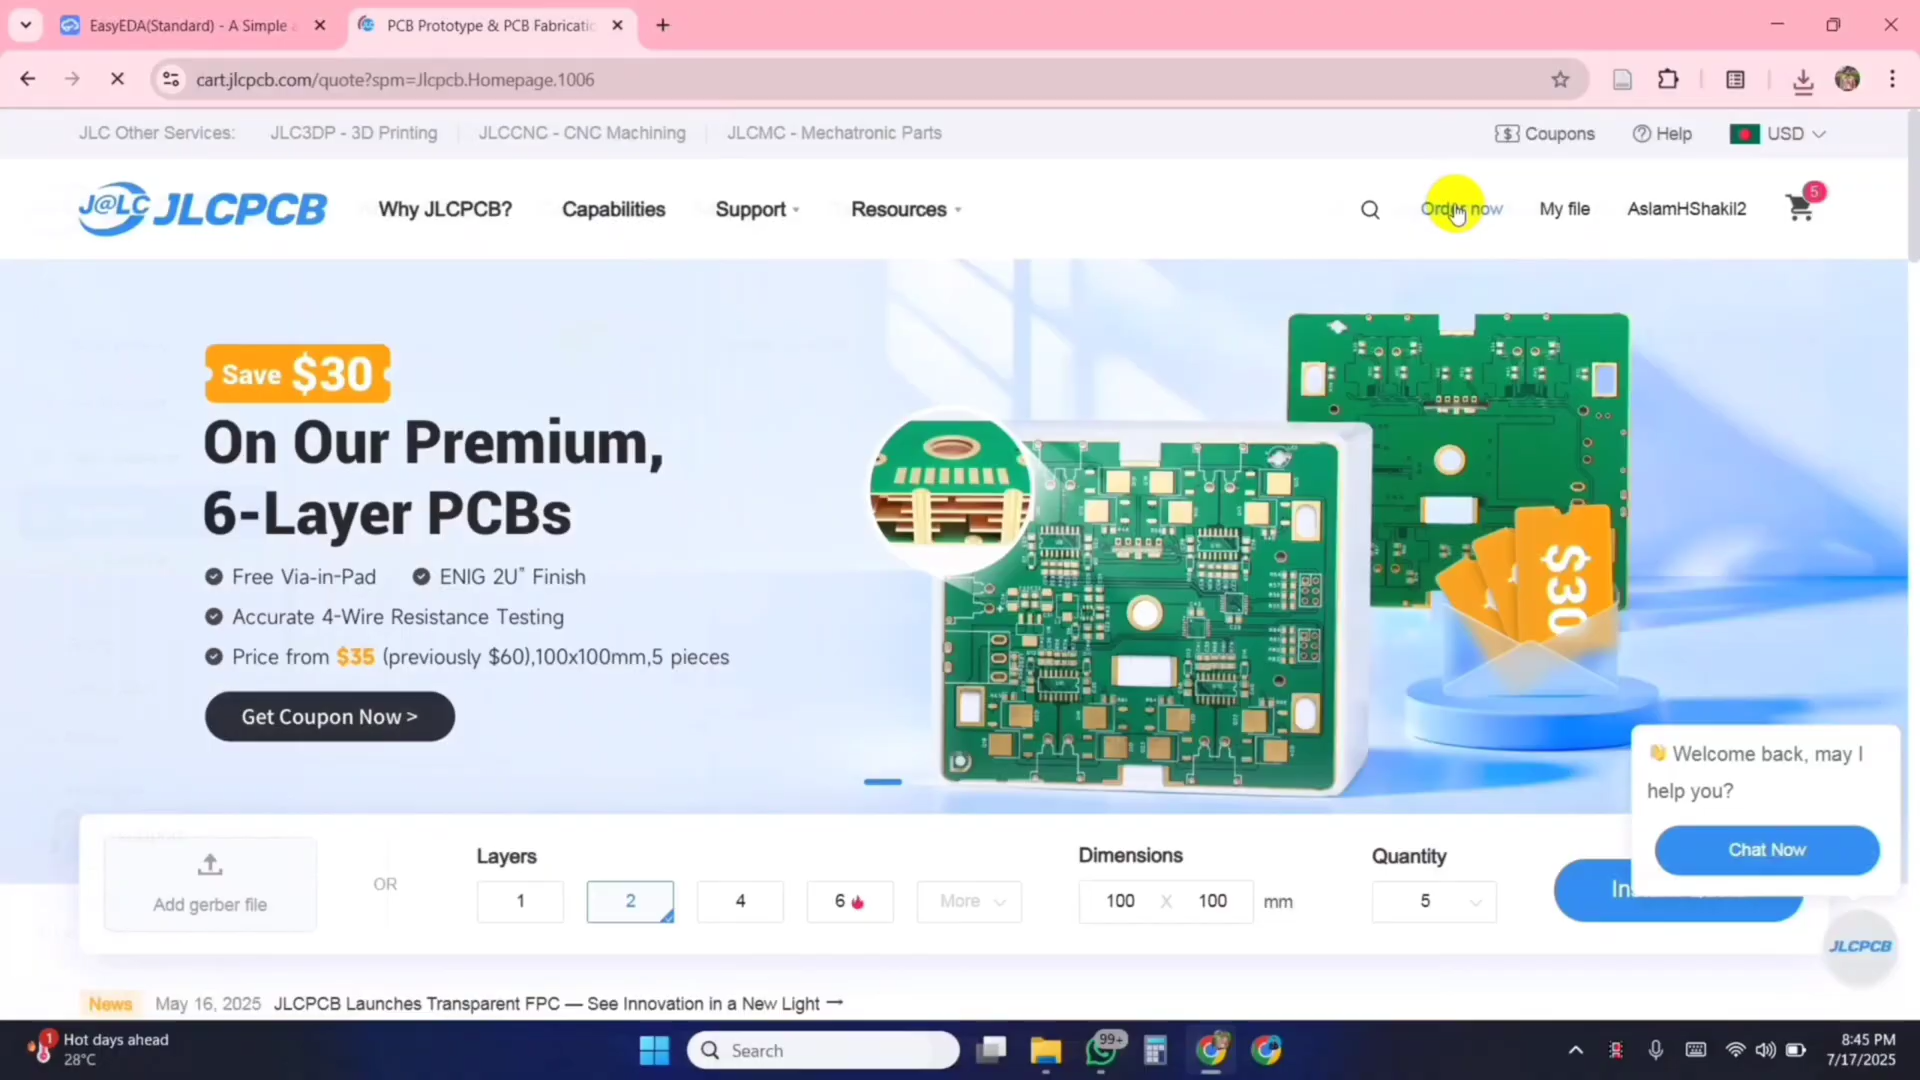 EasyEDA(Standard) - A Simple a
PCB Prototype & PCB Fabricatio
cart.jlcpcb.com/quote?spm=Jlcpcb.Homepage.1006
JLC Other Services: JLC3DP - 3D Printing JLCCNC - CNC Machining JLCMC - Mechatronic Parts Coupons Help USD
J@LC JLCPCB Why JLCPCB? Capabilities Support Resources Order now My file AslamHShakil2 5
Save $30
On Our Premium,
6-Layer PCBs
Free Via-in-Pad ENIG 2U" Finish
Accurate 4-Wire Resistance Testing
Price from $35 (previously $60),100x100mm,5 pieces
Get Coupon Now >
$30
Welcome back, may I
help you?
Chat Now
Layers Dimensions Quantity
Add gerber file OR 1 2 4 6 More 100 X 100 mm 5
JLCPCB
News May 16, 2025 JLCPCB Launches Transparent FPC — See Innovation in a New Light →
1 Hot days ahead
28°C
Search
99+
8:45 PM
7/17/2025